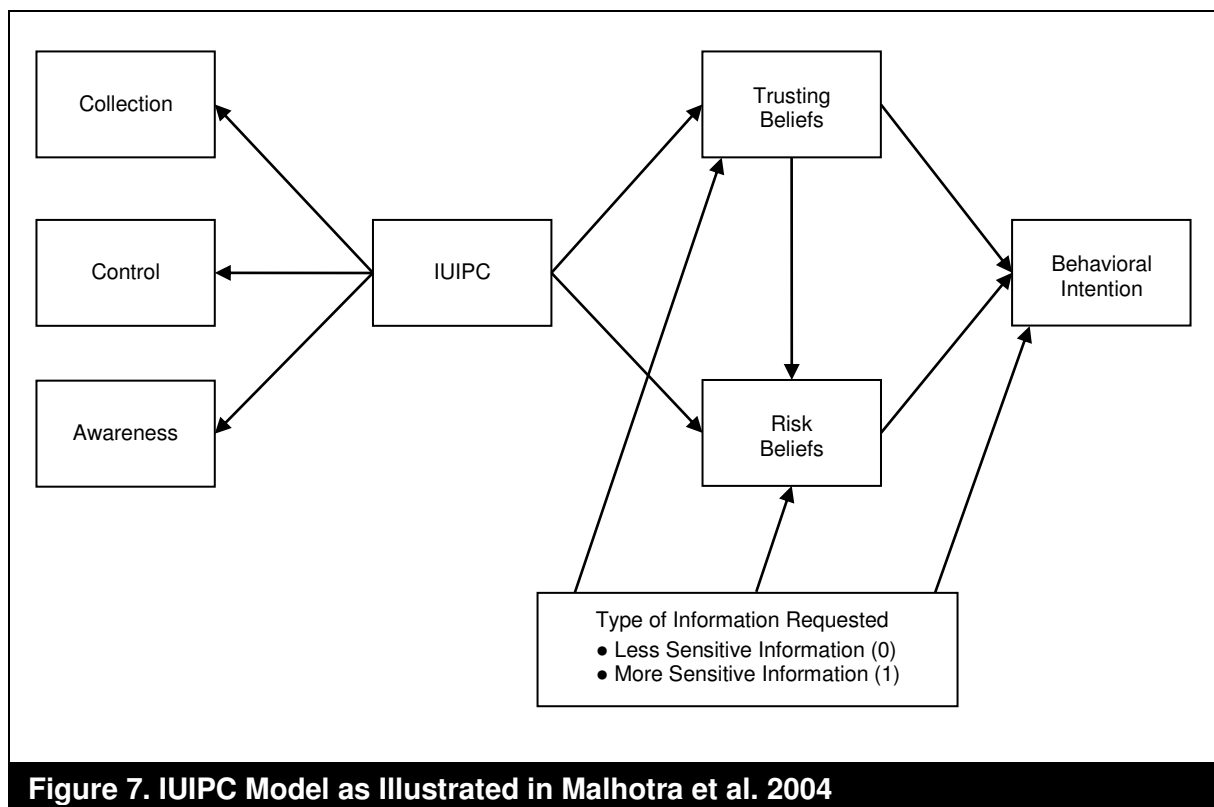 Collection
Control
Awareness
IUIPC
Trusting
Beliefs
Risk
Beliefs
Behavioral
Intention
Type of Information Requested
● Less Sensitive Information (0)
● More Sensitive Information (1)
Figure 7. IUIPC Model as Illustrated in Malhotra et al. 2004